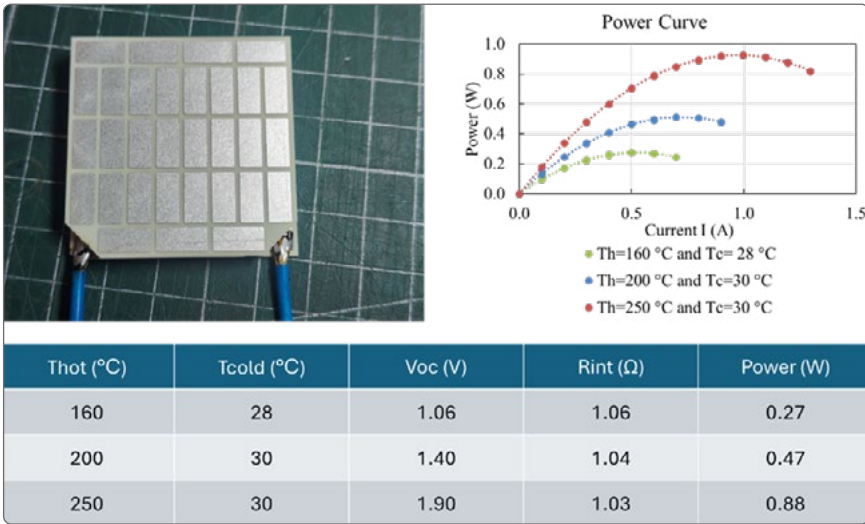 Power Curve
1.0
0.8
0.6
0.4
0.2
0.0
Power (W)
0.0 0.5 1.0 1.5
Current I (A)
Th=160 °C and Tc= 28 °C
Th=200 °C and Tc=30 °C
Th=250 °C and Tc=30 °C
Thot (°C) Tcold (°C) Voc (V) Rint (Ω) Power (W)
160 28 1.06 1.06 0.27
200 30 1.40 1.04 0.47
250 30 1.90 1.03 0.88